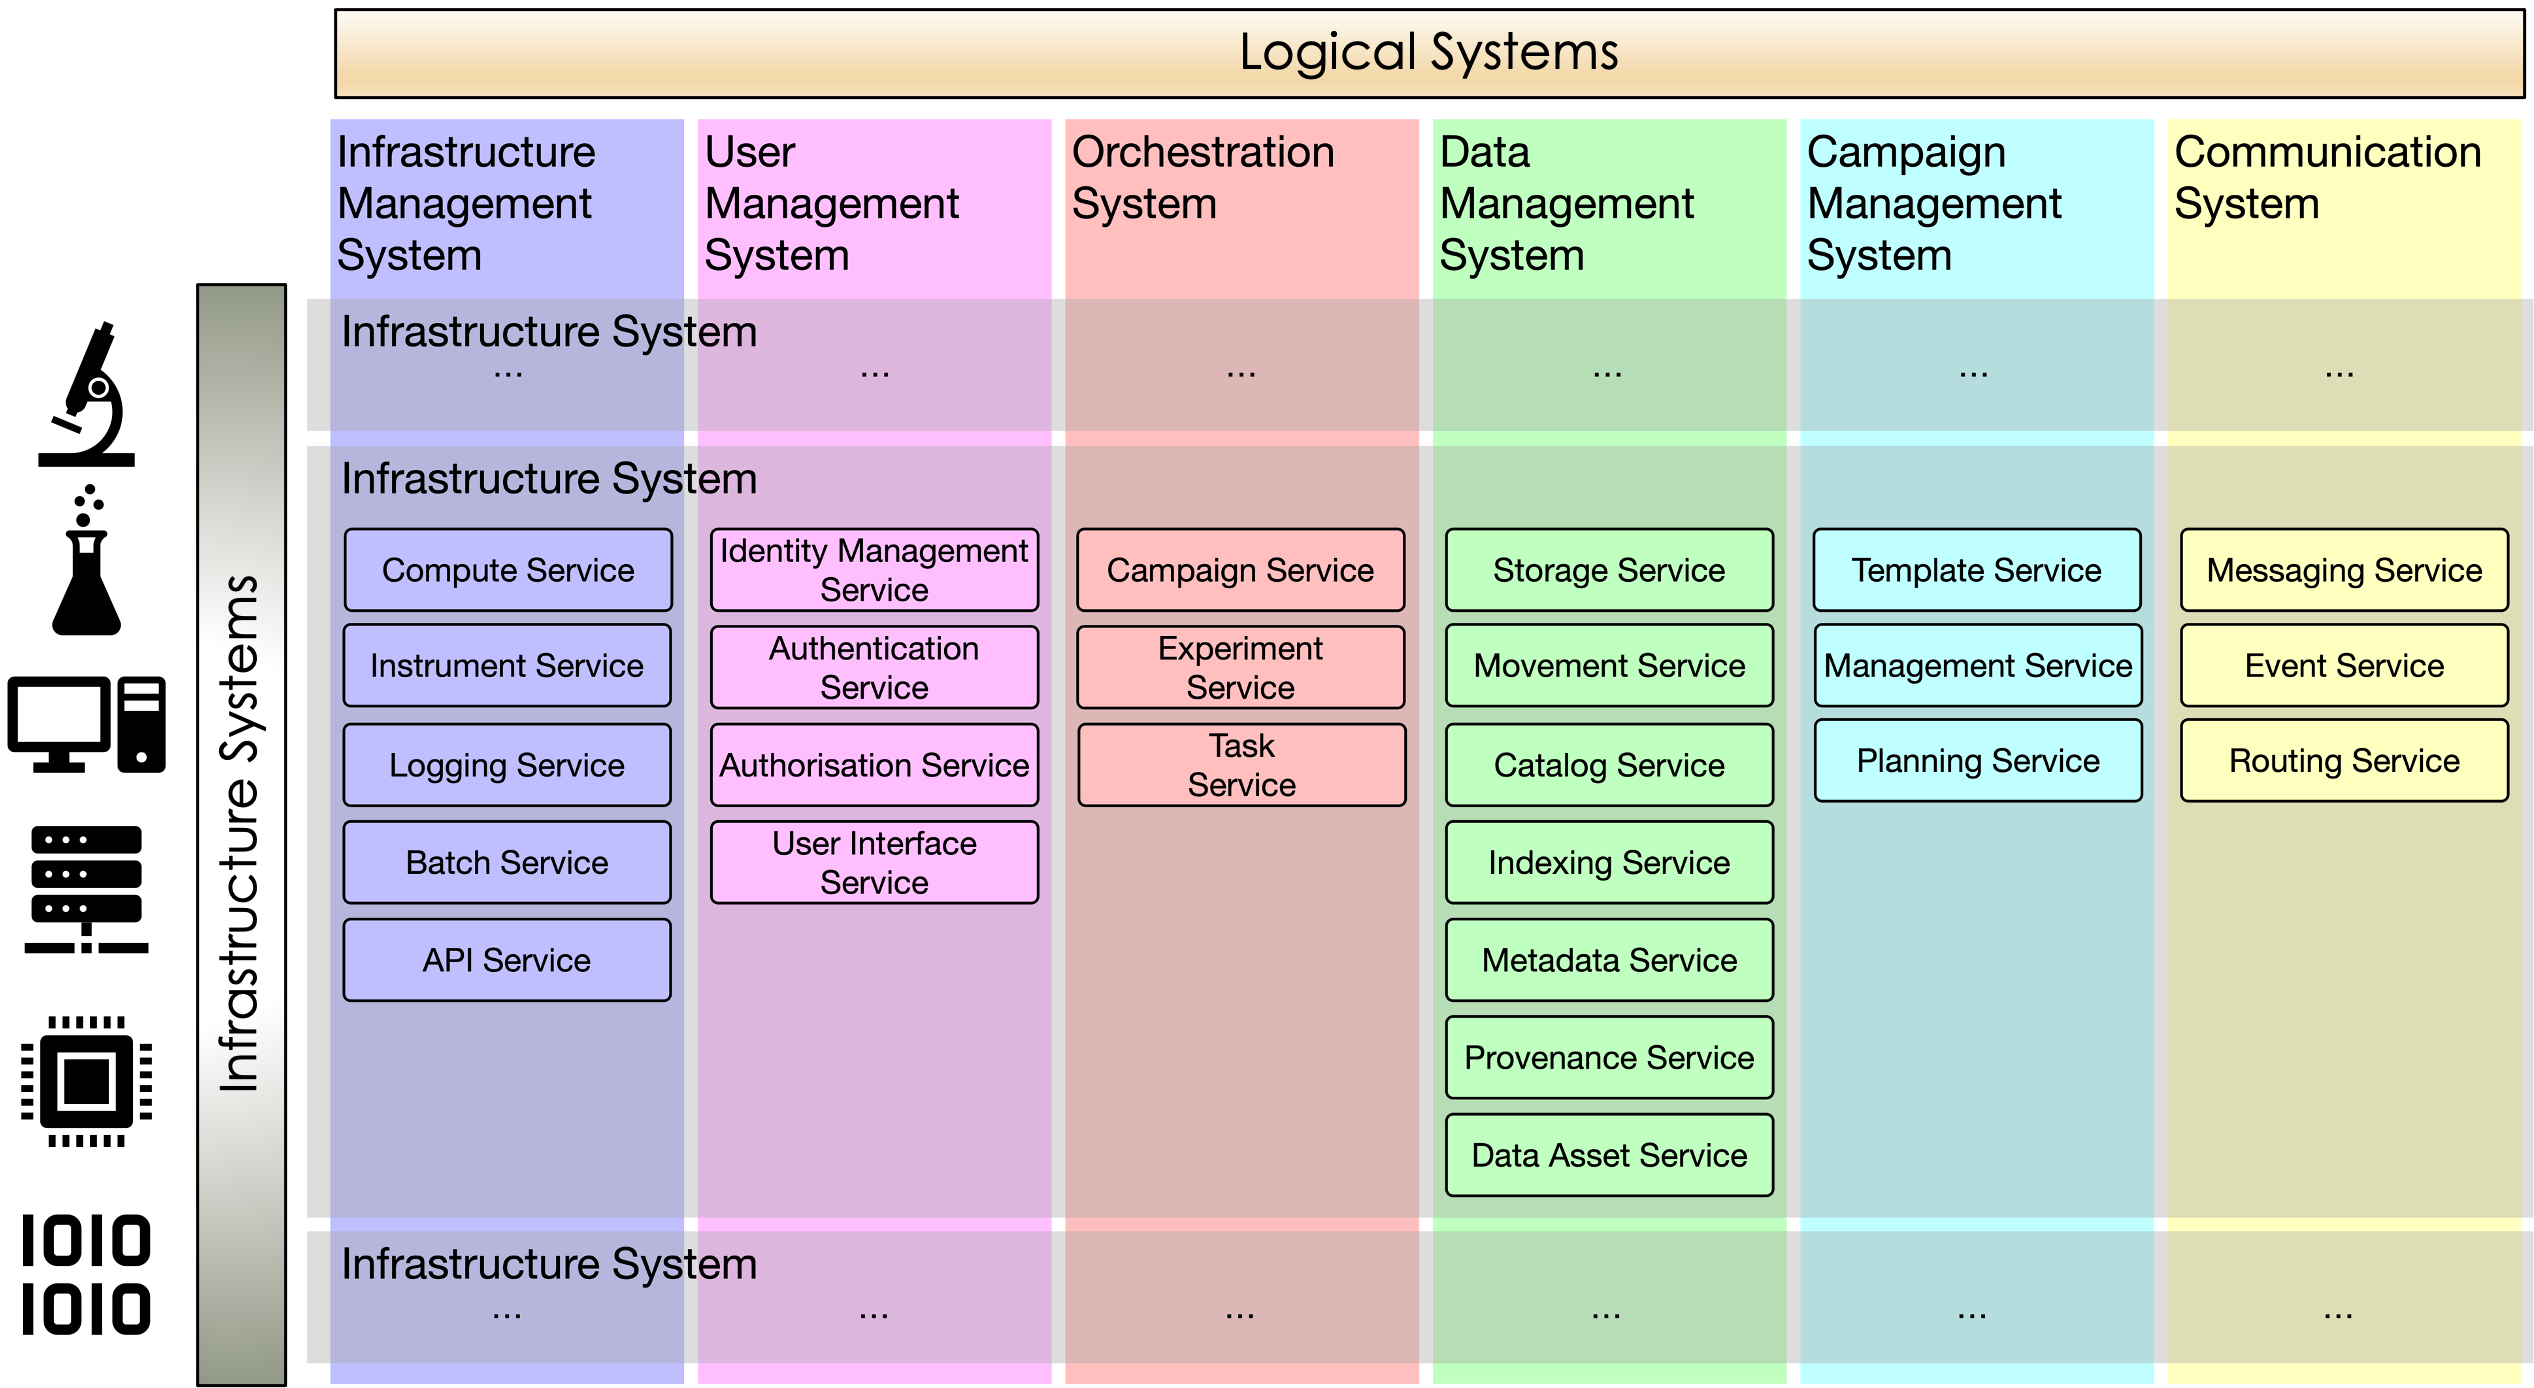 Logical Systems
Infrastructure
Management
System
User
Management
System
Orchestration
System
Data
Management
System
Campaign
Management
System
Communication
System
Infrastructure Systems
Infrastructure System
... ... ... ... ... ...
Infrastructure System
Compute Service
Instrument Service
Logging Service
Batch Service
API Service
Identity Management
Service
Authentication
Service
Authorisation Service
User Interface
Service
Campaign Service
Experiment
Service
Task
Service
Storage Service
Movement Service
Catalog Service
Indexing Service
Metadata Service
Provenance Service
Data Asset Service
Template Service
Management Service
Planning Service
Messaging Service
Event Service
Routing Service
Infrastructure System
... ... ... ... ... ...
1010
1010